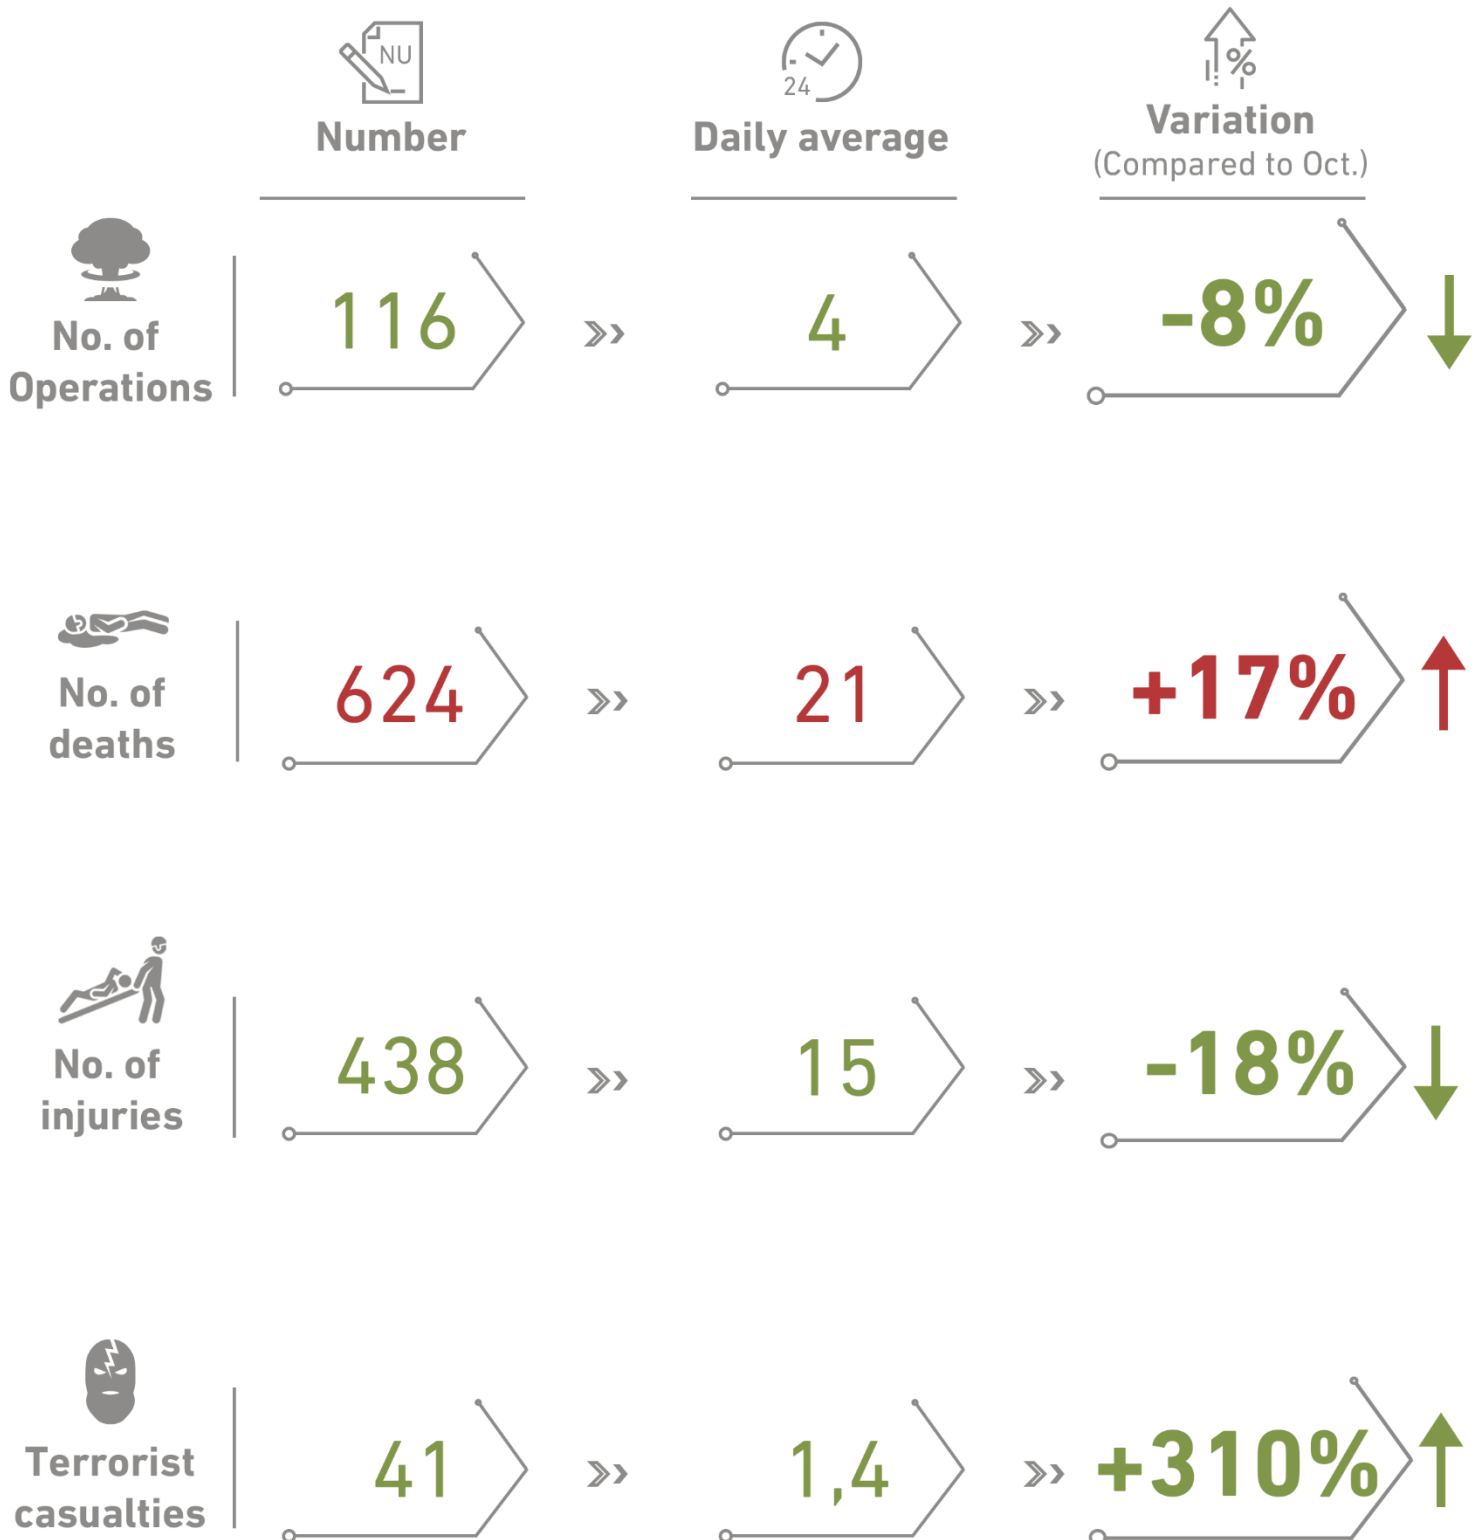 NU
Number
24
Daily average
%
Variation
(Compared to Oct.)
No. of
Operations
116
4
-8%
No. of
deaths
624
21
+17%
No. of
injuries
438
15
-18%
Terrorist
casualties
41
1,4
+310%